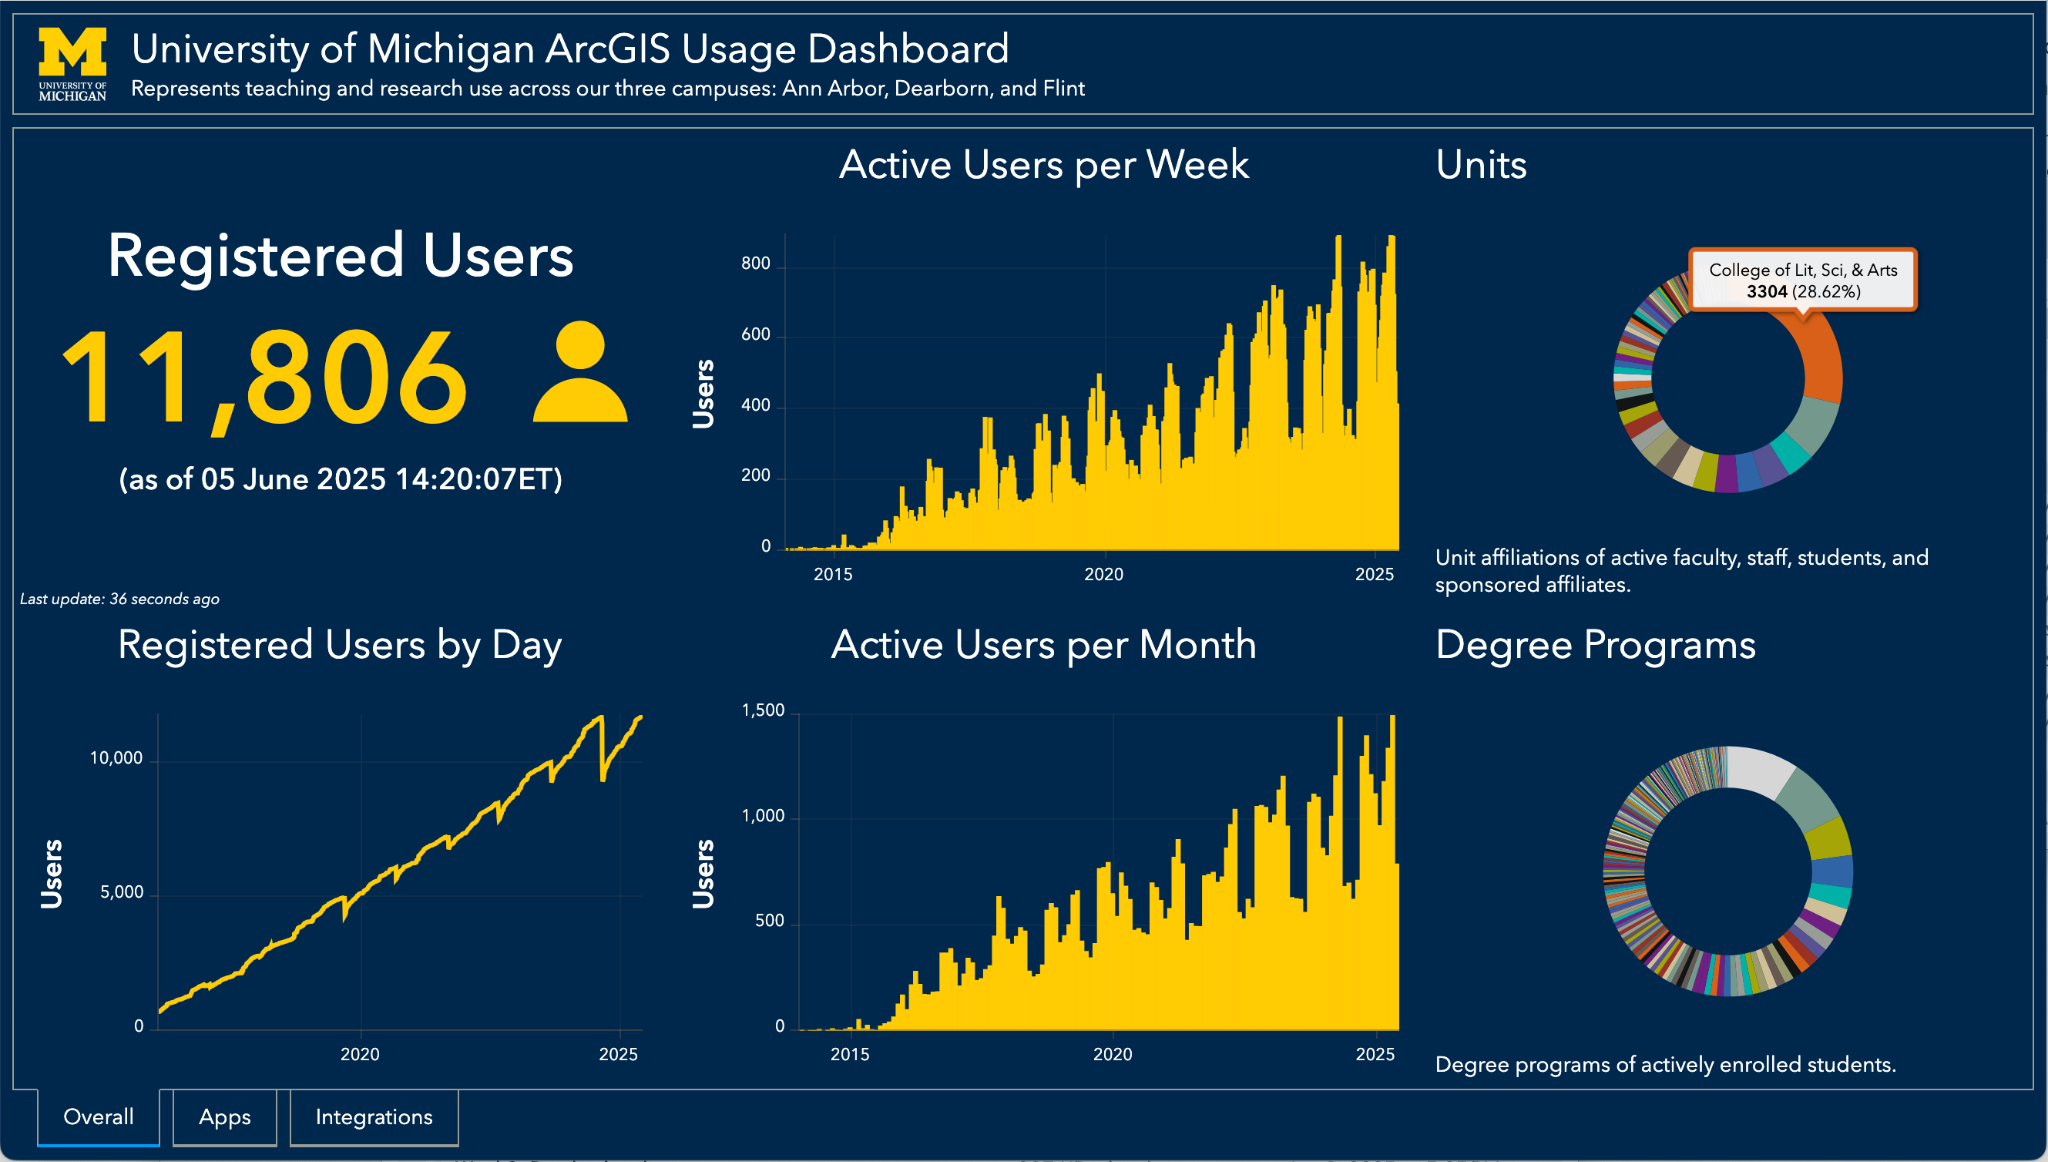 University of Michigan ArcGIS Usage Dashboard
Represents teaching and research use across our three campuses: Ann Arbor, Dearborn, and Flint
M
UNIVERSITY OF
MICHIGAN
Registered Users
11,806
(as of 05 June 2025 14:20:07ET)
Last update: 36 seconds ago
Active Users per Week
Users
800
600
400
200
0
2015
2020
2025
Units
College of Lit, Sci, & Arts
3304 (28.62%)
Unit affiliations of active faculty, staff, students, and
sponsored affiliates.
Registered Users by Day
Users
10,000
5,000
0
2020
2025
Active Users per Month
Users
1,500
1,000
500
0
2015
2020
2025
Degree Programs
Degree programs of actively enrolled students.
Overall
Apps
Integrations